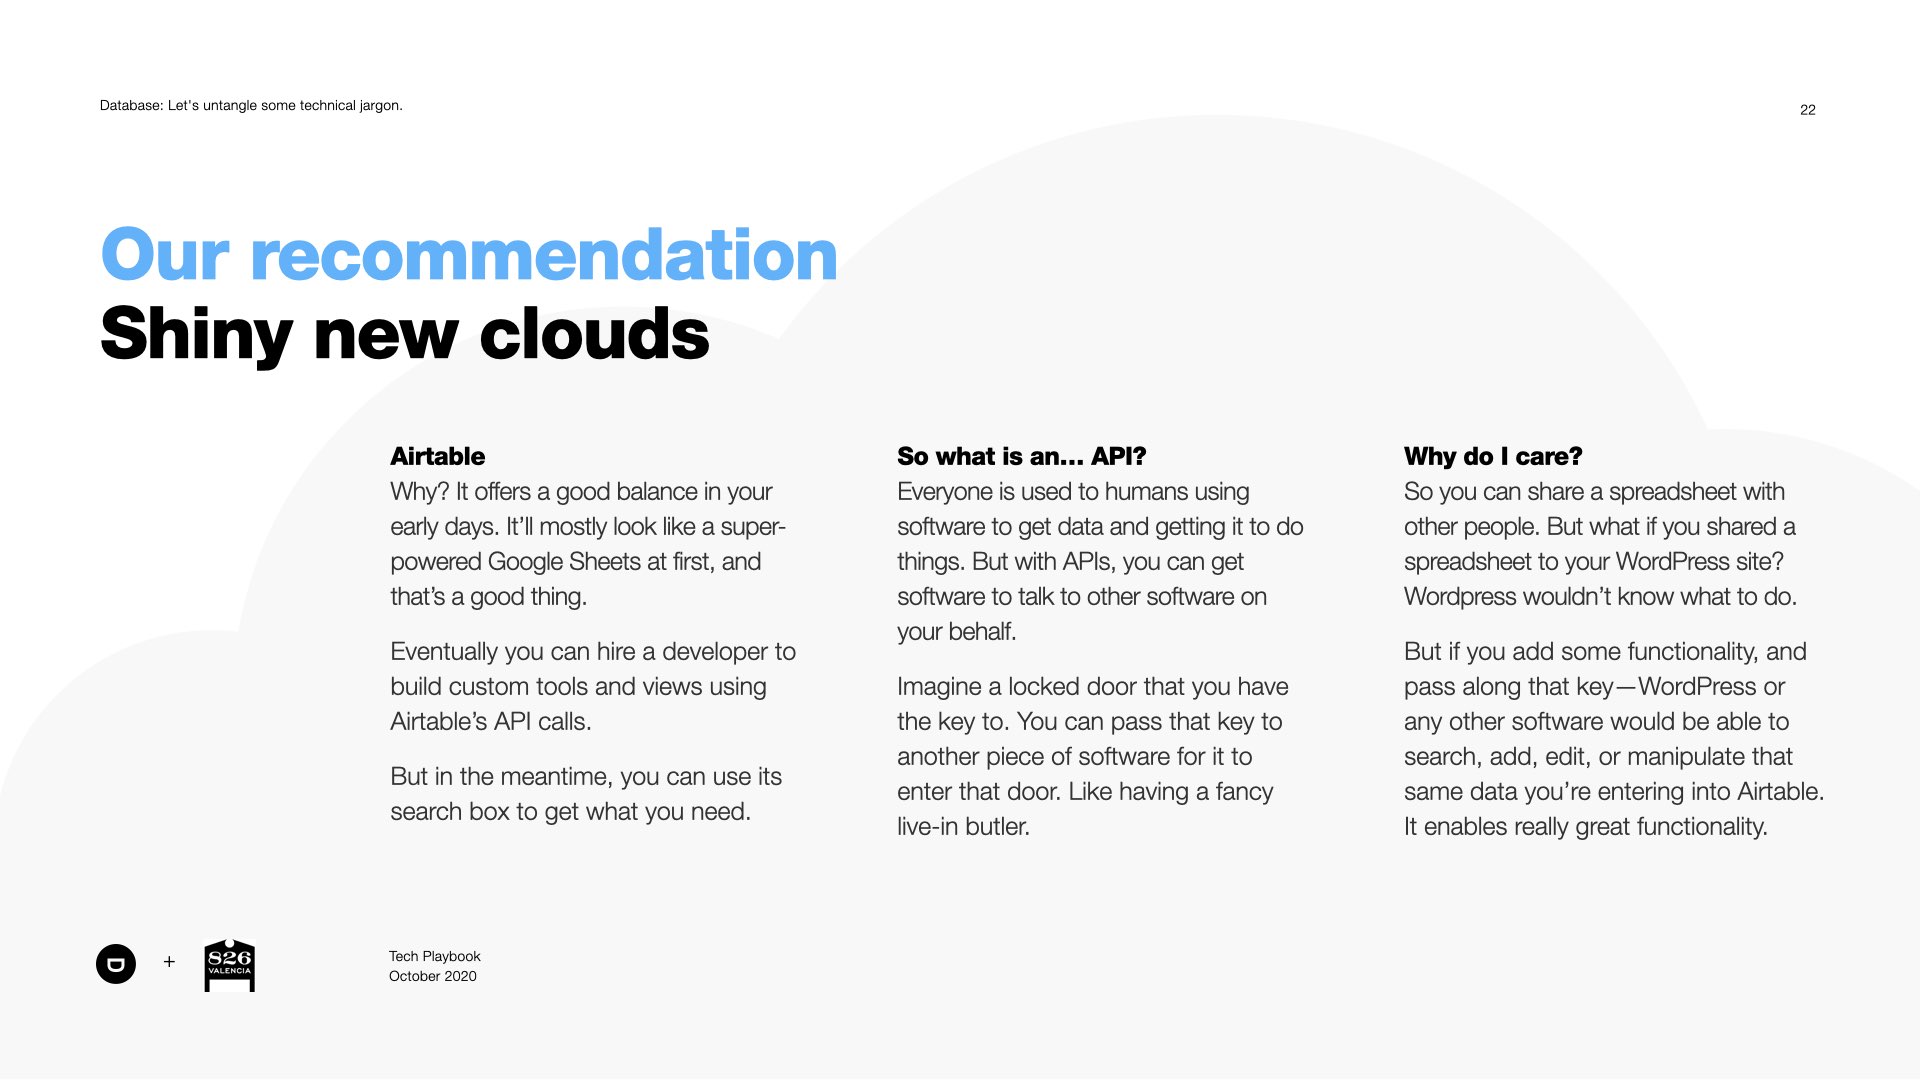 Database: Let's untangle some technical jargon.
22
Our recommendation
Shiny new clouds
Airtable
Why? It offers a good balance in your
early days. It’ll mostly look like a super-
powered Google Sheets at first, and
that’s a good thing.
Eventually you can hire a developer to
build custom tools and views using
Airtable’s API calls.
But in the meantime, you can use its
search box to get what you need.
So what is an... API?
Everyone is used to humans using
software to get data and getting it to do
things. But with APIs, you can get
software to talk to other software on
your behalf.
Imagine a locked door that you have
the key to. You can pass that key to
another piece of software for it to
enter that door. Like having a fancy
live-in butler.
Why do I care?
So you can share a spreadsheet with
other people. But what if you shared a
spreadsheet to your WordPress site?
Wordpress wouldn’t know what to do.
But if you add some functionality, and
pass along that key—WordPress or
any other software would be able to
search, add, edit, or manipulate that
same data you’re entering into Airtable.
It enables really great functionality.
D
+
826
VALENCIA
Tech Playbook
October 2020